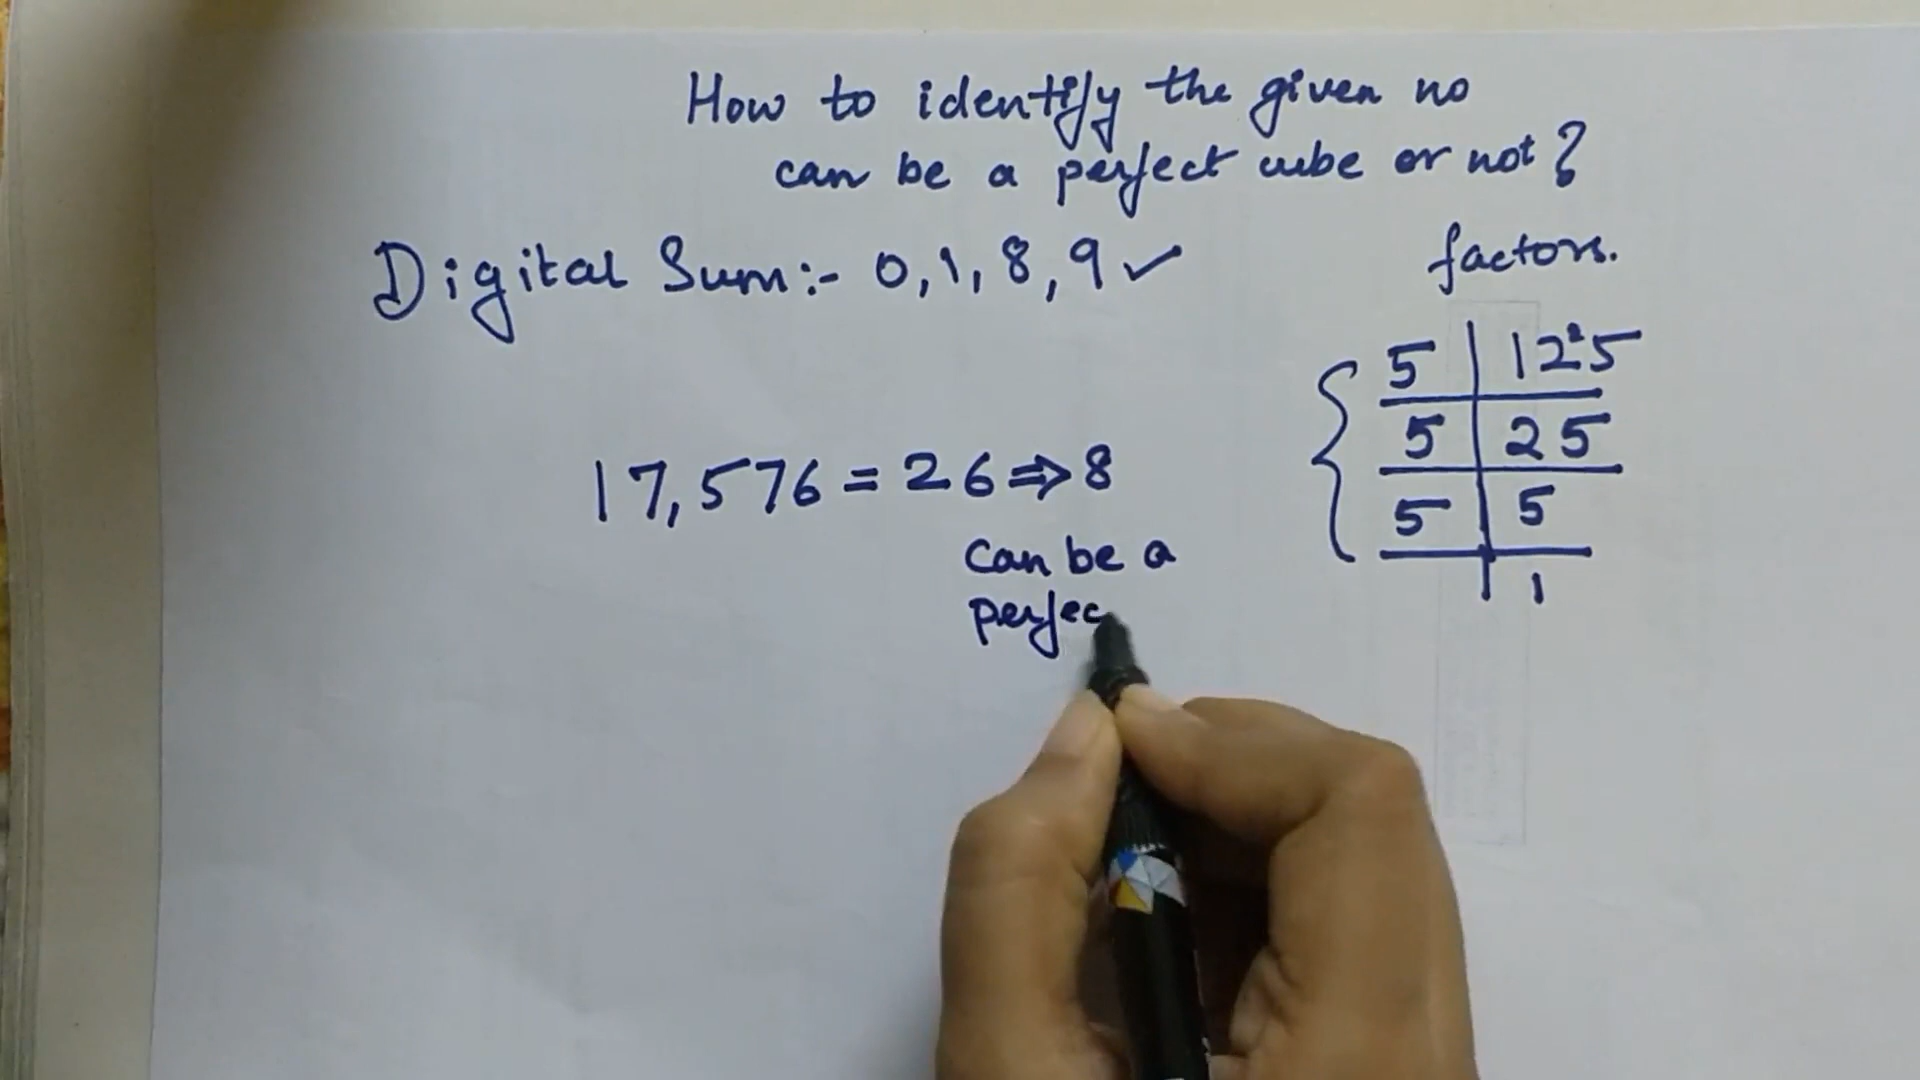 How to identify the given no
can be a perfect cube or not?
Digital Sum:- 0, 1, 8, 9 ✓
17,576 = 26 ⇒ 8
Can be a
perfec
factors.
5 | 125
5 | 25
5 | 5
| 1